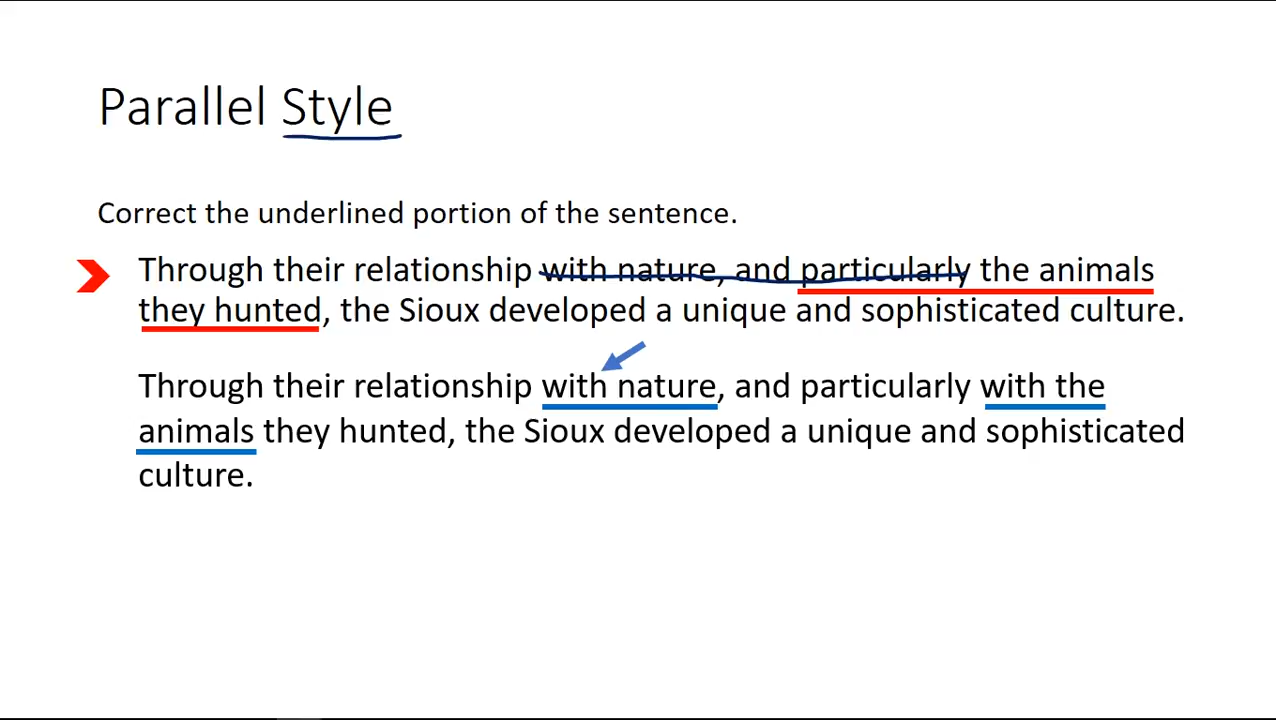 Parallel Style
Correct the underlined portion of the sentence.
Through their relationship with nature, and particularly the animals
they hunted, the Sioux developed a unique and sophisticated culture.
Through their relationship with nature, and particularly with the
animals they hunted, the Sioux developed a unique and sophisticated
culture.